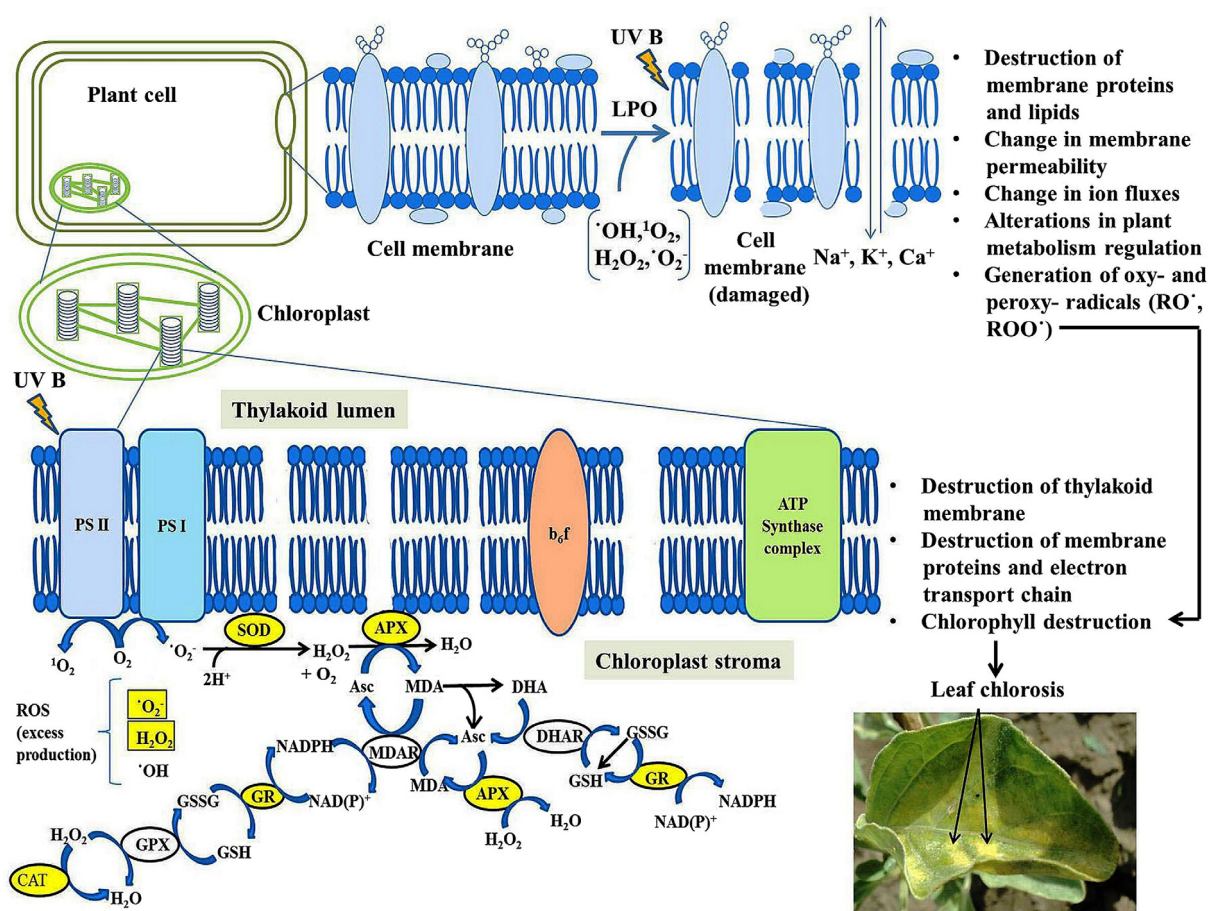 Plant cell
Cell membrane
UV B
LPO
˙OH,¹O₂,
H₂O₂,˙O₂⁻
Cell
membrane
(damaged)
Na⁺, K⁺, Ca⁺
• Destruction of
membrane proteins
and lipids
• Change in membrane
permeability
• Change in ion fluxes
• Alterations in plant
metabolism regulation
• Generation of oxy- and
peroxy- radicals (RO˙,
ROO˙)
Chloroplast
UV B
Thylakoid lumen
PS II
PS I
b₆f
ATP
Synthase
complex
• Destruction of thylakoid
membrane
• Destruction of membrane
proteins and electron
transport chain
• Chlorophyll destruction
Leaf chlorosis
Chloroplast stroma
¹O₂
O₂
˙O₂⁻
SOD
2H⁺
H₂O₂
+ O₂
APX
H₂O
Asc
MDA
DHA
ROS
(excess
production)
˙O₂⁻
H₂O₂
˙OH
NADPH
MDAR
Asc
DHAR
GSSG
GSH
GR
NADPH
NAD(P)⁺
MDA
APX
H₂O₂
H₂O
GSSG
GR
NAD(P)⁺
GSH
H₂O₂
GPX
CAT
H₂O